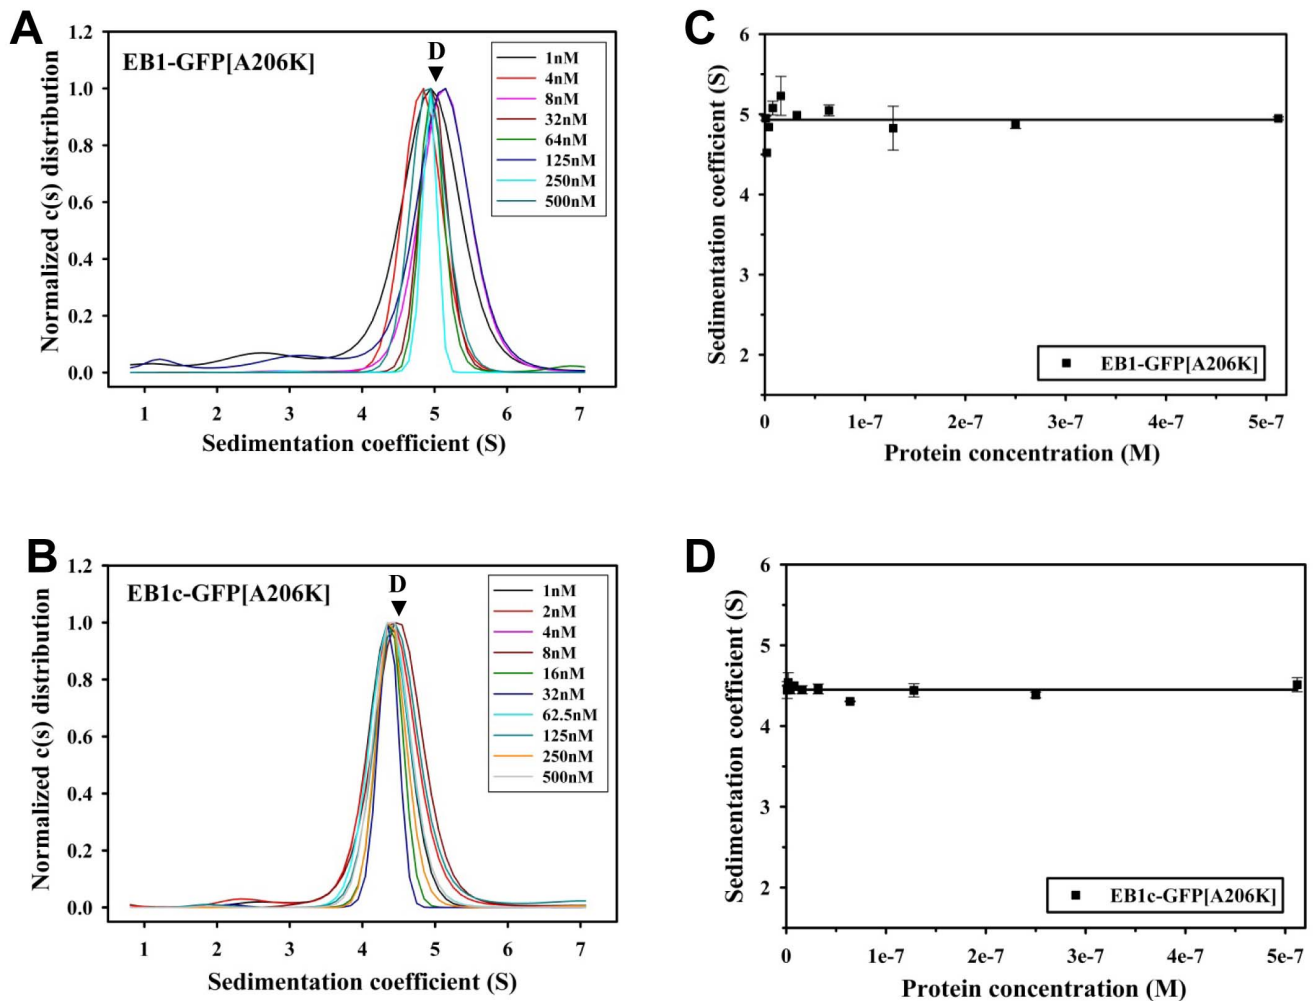 A
Normalized c(s) distribution
1.2
1.0
0.8
0.6
0.4
0.2
0.0
EB1-GFP[A206K]
D
1nM
4nM
8nM
32nM
64nM
125nM
250nM
500nM
1 2 3 4 5 6 7
Sedimentation coefficient (S)
C
Sedimentation coefficient (S)
6
5
4
3
2
EB1-GFP[A206K]
0 1e-7 2e-7 3e-7 4e-7 5e-7
Protein concentration (M)
B
Normalized c(s) distribution
1.2
1.0
0.8
0.6
0.4
0.2
0.0
EB1c-GFP[A206K]
D
1nM
2nM
4nM
8nM
16nM
32nM
62.5nM
125nM
250nM
500nM
1 2 3 4 5 6 7
Sedimentation coefficient (S)
D
Sedimentation coefficient (S)
6
5
4
3
2
EB1c-GFP[A206K]
0 1e-7 2e-7 3e-7 4e-7 5e-7
Protein concentration (M)